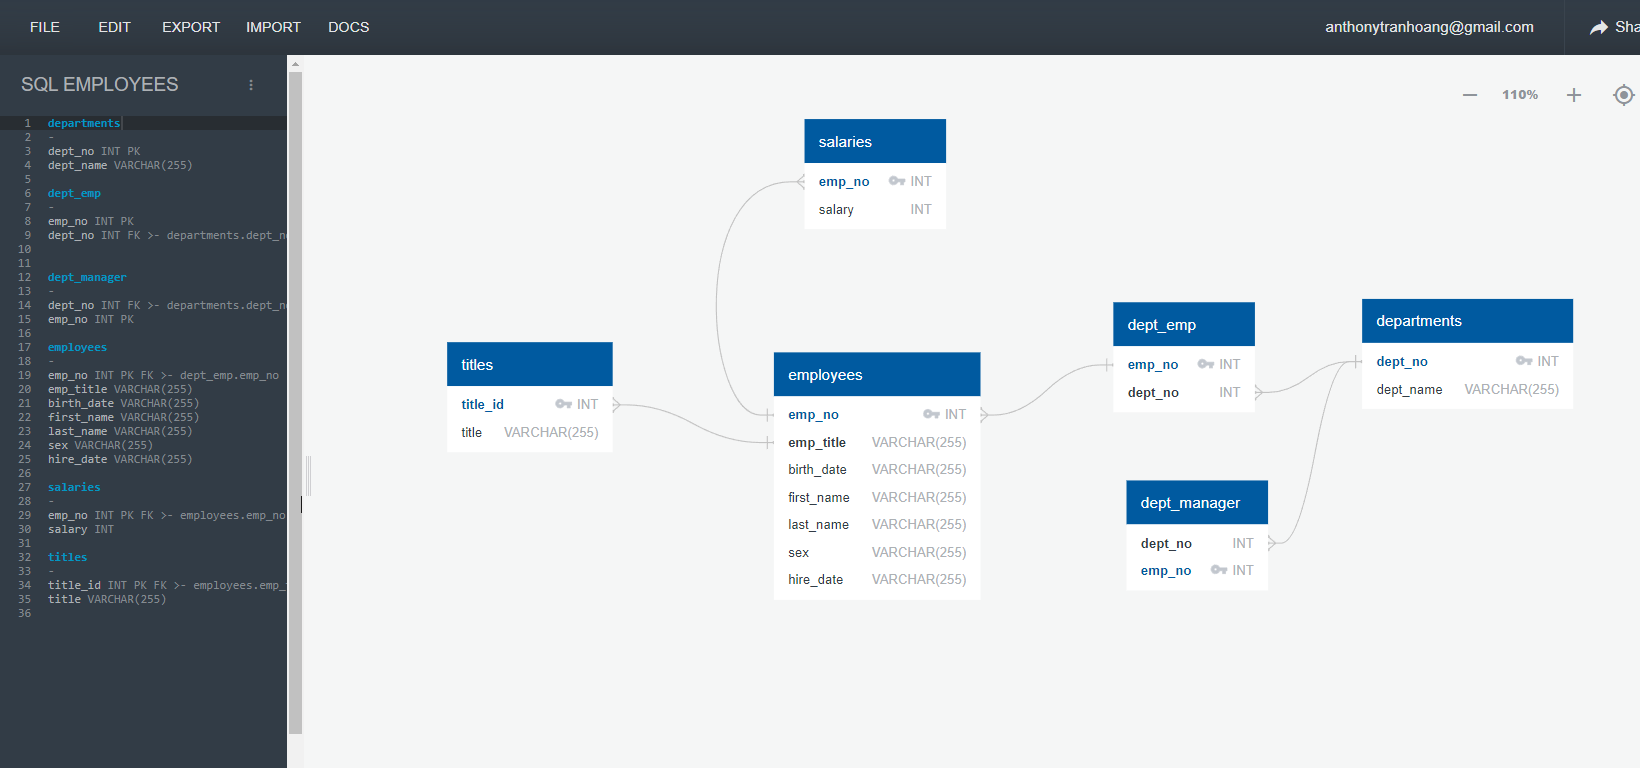 FILE EDIT EXPORT IMPORT DOCS anthonytranhoang@gmail.com Sha
SQL EMPLOYEES
110%
1 departments
2 -
3 dept_no INT PK
4 dept_name VARCHAR(255)
5
6 dept_emp
7 -
8 emp_no INT PK
9 dept_no INT FK >- departments.dept_no
10
11
12 dept_manager
13 -
14 dept_no INT FK >- departments.dept_no
15 emp_no INT PK
16
17 employees
18 -
19 emp_no INT PK FK >- dept_emp.emp_no
20 emp_title VARCHAR(255)
21 birth_date VARCHAR(255)
22 first_name VARCHAR(255)
23 last_name VARCHAR(255)
24 sex VARCHAR(255)
25 hire_date VARCHAR(255)
26
27 salaries
28 -
29 emp_no INT PK FK >- employees.emp_no
30 salary INT
31
32 titles
33 -
34 title_id INT PK FK >- employees.emp_
35 title VARCHAR(255)
36
salaries
emp_no INT
salary INT
titles
title_id INT
title VARCHAR(255)
employees
emp_no INT
emp_title VARCHAR(255)
birth_date VARCHAR(255)
first_name VARCHAR(255)
last_name VARCHAR(255)
sex VARCHAR(255)
hire_date VARCHAR(255)
dept_emp
emp_no INT
dept_no INT
departments
dept_no INT
dept_name VARCHAR(255)
dept_manager
dept_no INT
emp_no INT